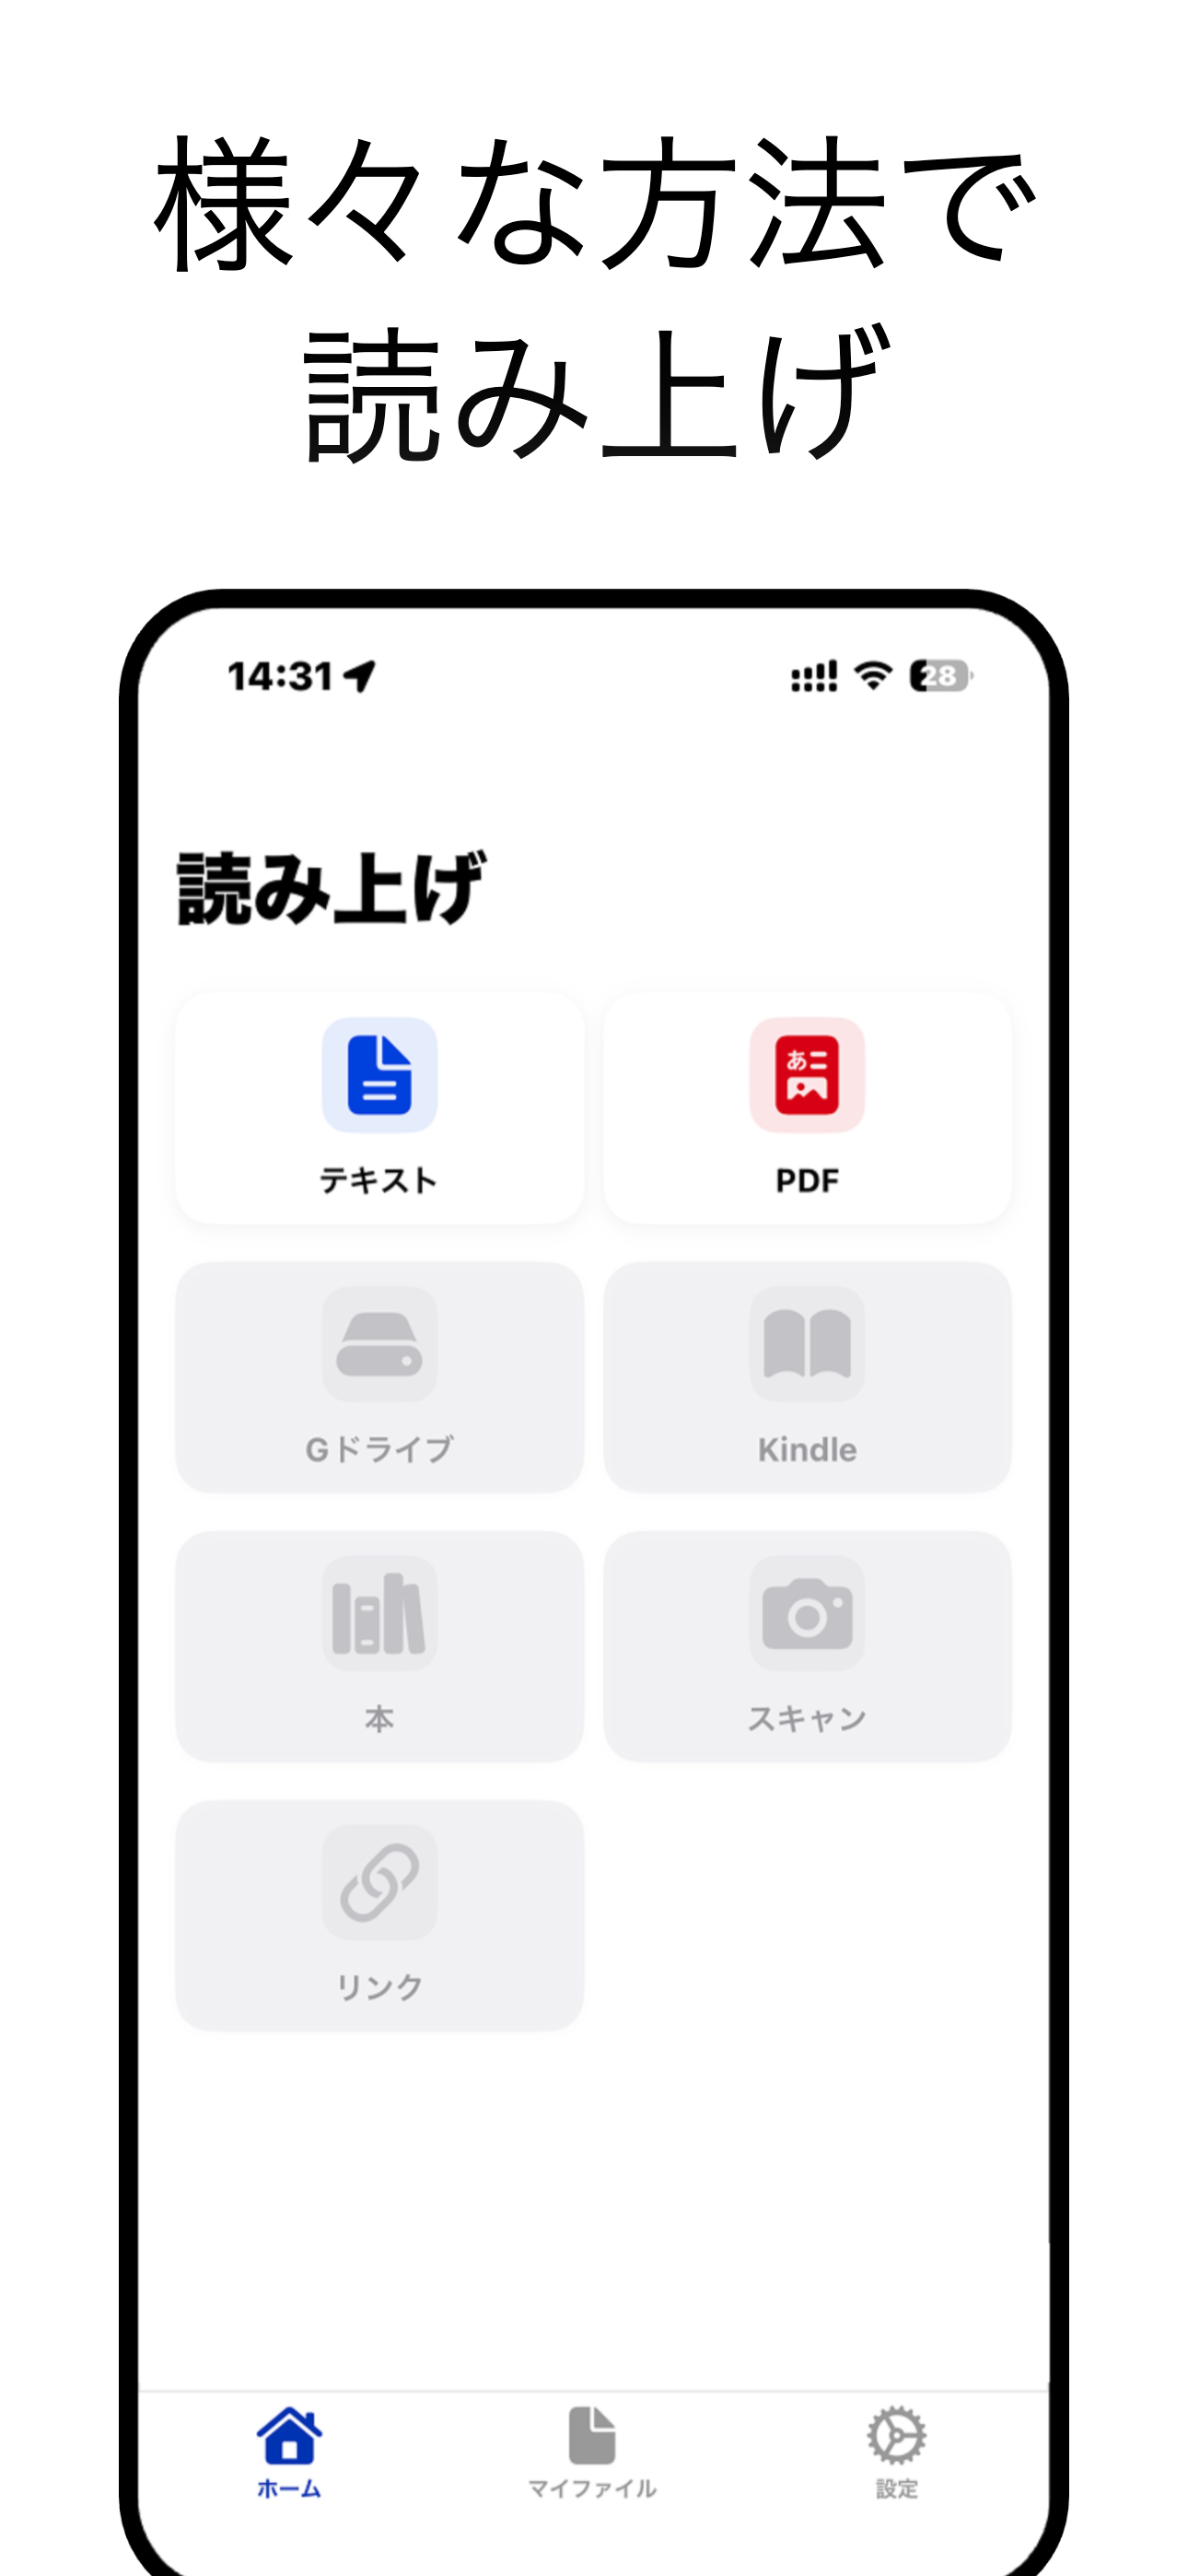 様々な方法で
読み上げ
14:31
28
読み上げ
テキスト
PDF
Gドライブ
Kindle
本
スキャン
リンク
ホーム
マイファイル
設定